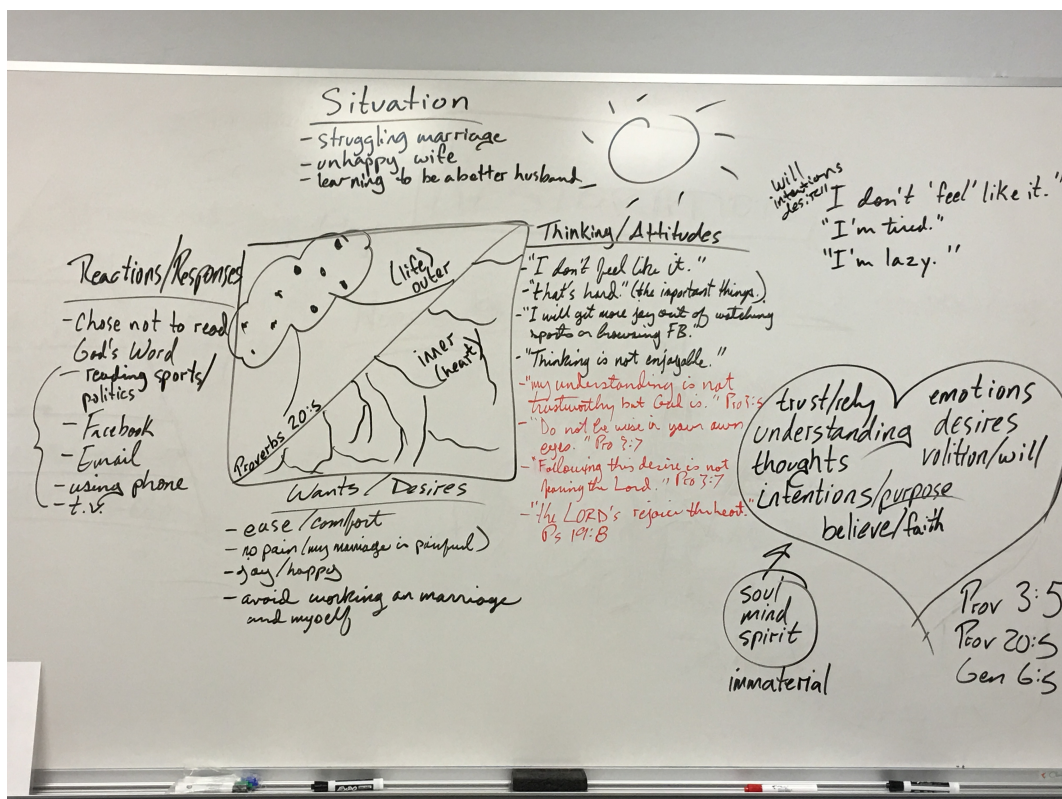 Situation
- struggling marriage
- unhappy wife
- learning to be a better husband
Reactions/Responses
- Chose not to read
God's Word
- reading sports/
politics
- Facebook
- Email
- using phone
- t.v.
(life)
outer
inner
(heart)
Proverbs 20:5
Wants/Desires
- ease/comfort
- no pain (my marriage is painful)
- joy/happy
- avoid working on marriage
and myself
Thinking/Attitudes
- "I don't feel like it."
- "that's hard." (the important things.)
- "I will get more joy out of watching
sports or browsing FB."
- "Thinking is not enjoyable."
- "my understanding is not
trustworthy but God is." Pro 3:5
- "Do not be wise in your own
eyes." Pro 3:7
- "Following this desire is not
fearing the Lord." Pro 3:7
- "the LORD's rejoice the heart."
Ps 19:8
will
intentions
desire
"I don't 'feel' like it."
"I'm tired."
"I'm lazy."
trust/rely
understanding
thoughts
intentions/purpose
believe/faith
emotions
desires
volition/will
soul
mind
spirit
immaterial
Prov 3:5
Prov 20:5
Gen 6:5